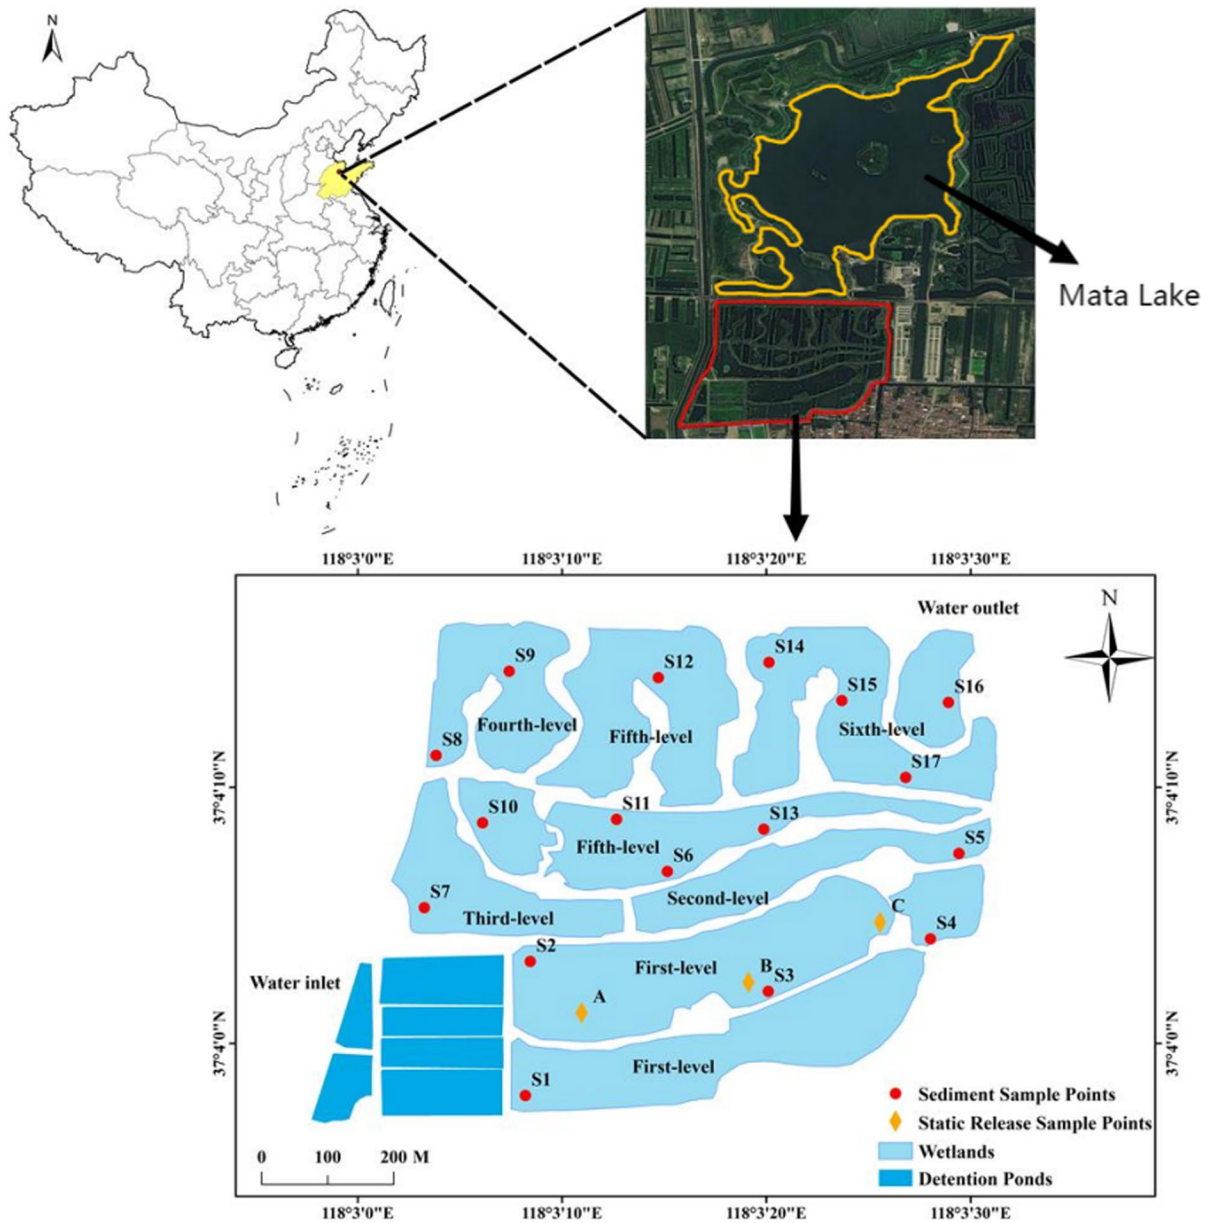 N
Mata Lake
118°3'0"E
118°3'10"E
118°3'20"E
118°3'30"E
Water outlet
N
S9
S12
S14
S15
S16
Fourth-level
Fifth-level
Sixth-level
S8
S17
37°4'10"N
37°4'10"N
S10
S11
S13
S5
Fifth-level
S6
Second-level
S7
Third-level
C
S4
S2
First-level
B
S3
Water inlet
A
37°4'0"N
37°4'0"N
First-level
S1
Sediment Sample Points
Static Release Sample Points
Wetlands
Detention Ponds
0 100 200 M
118°3'0"E
118°3'10"E
118°3'20"E
118°3'30"E